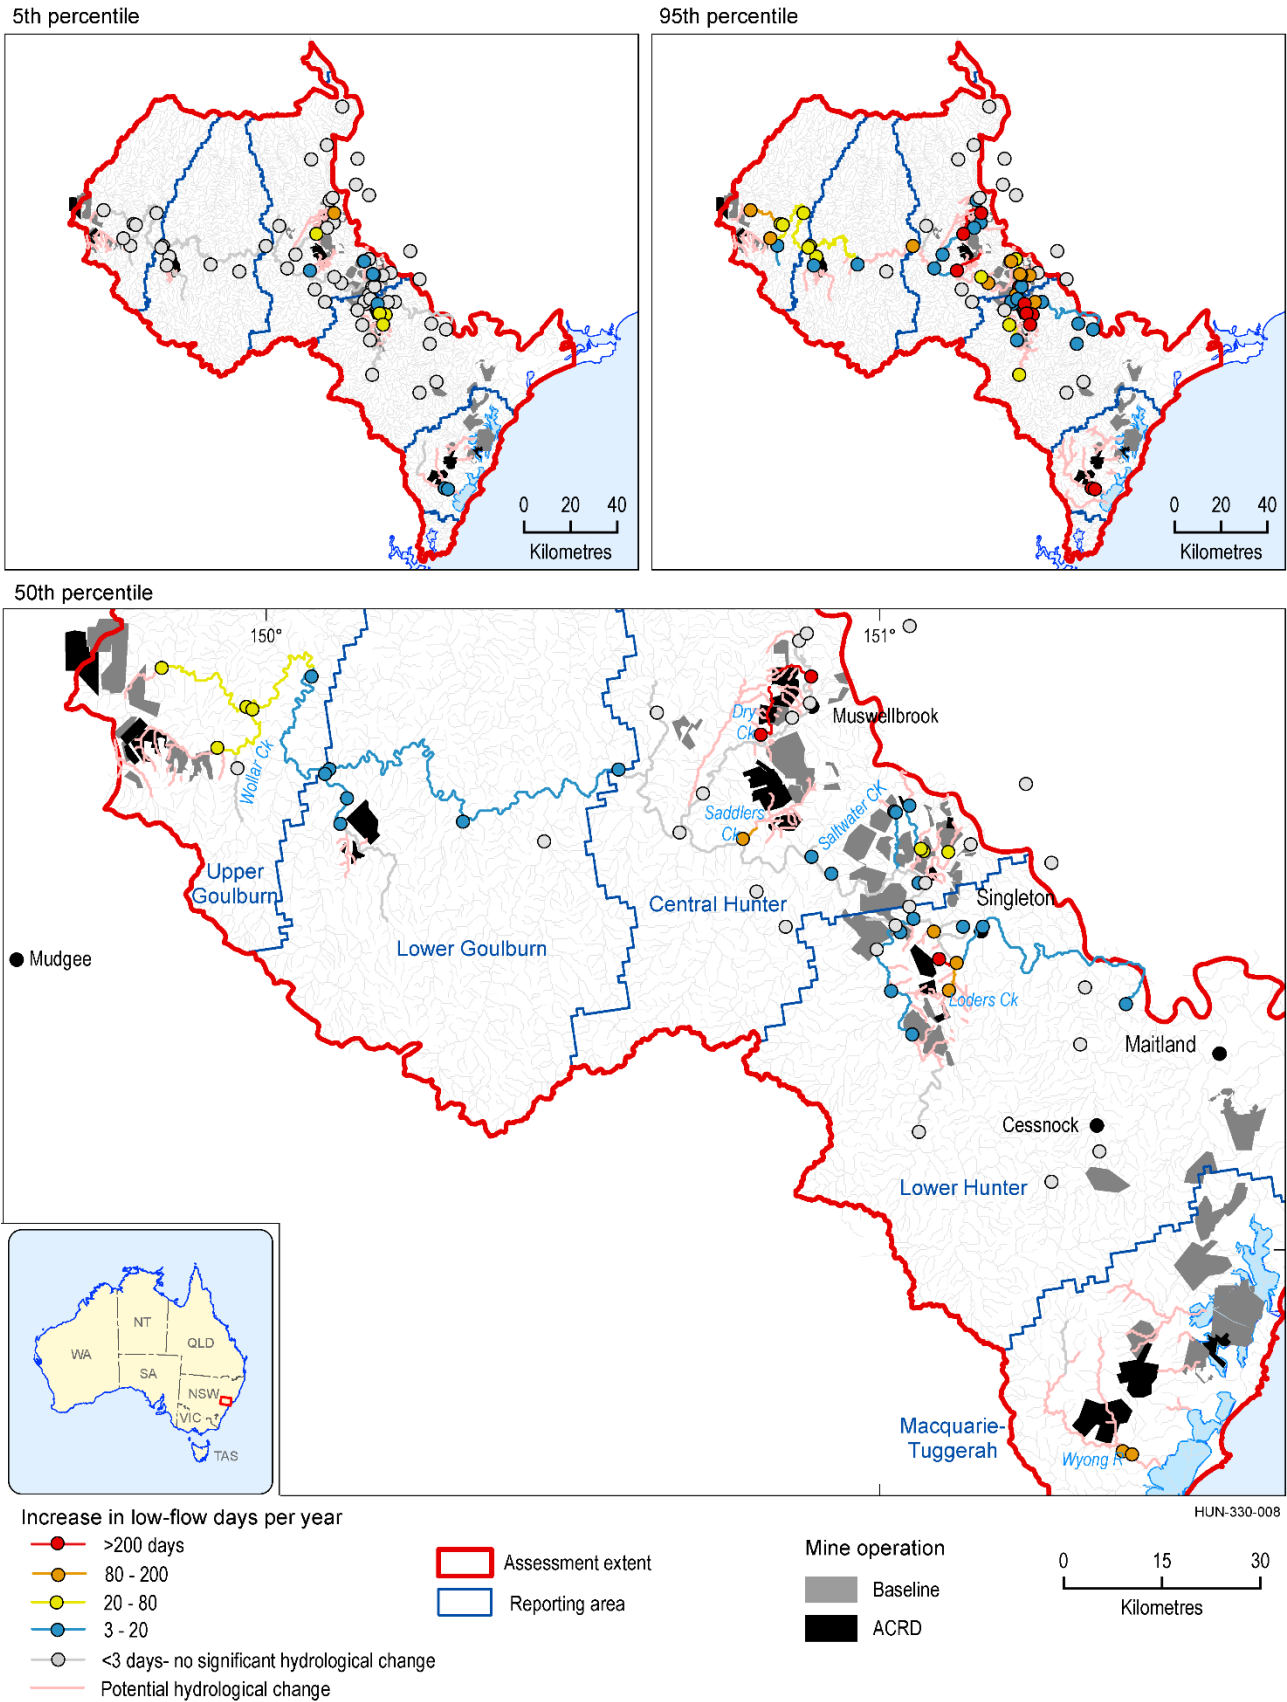 5th percentile
95th percentile
0 20 40
Kilometres
0 20 40
Kilometres
50th percentile
150°
151°
Dry
Ck
Muswellbrook
Wollar Ck
Saddlers
Ck
Saltwater CK
Upper
Goulburn
Central Hunter
Singleton
Lower Goulburn
Mudgee
Loders Ck
Maitland
Cessnock
Lower Hunter
Macquarie-
Tuggerah
Wyong R
NT
QLD
WA
SA
NSW
VIC
TAS
HUN-330-008
Increase in low-flow days per year
>200 days
80 - 200
20 - 80
3 - 20
<3 days- no significant hydrological change
Potential hydrological change
Assessment extent
Reporting area
Mine operation
Baseline
ACRD
0 15 30
Kilometres